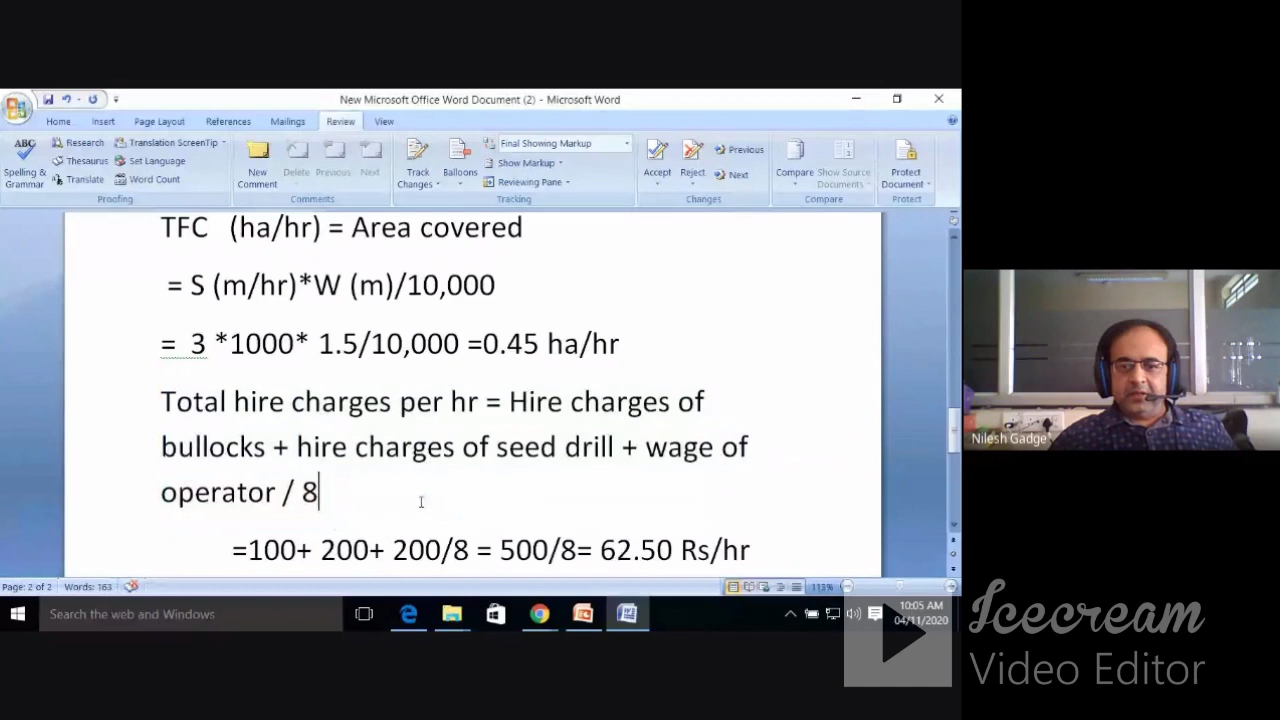 New Microsoft Office Word Document (2) - Microsoft Word
Home Insert Page Layout References Mailings Review View
ABC
Spelling & Grammar
Research
Thesaurus
Translate
Translation ScreenTip
Set Language
Word Count
Proofing
New Comment
Delete
Previous
Next
Comments
Track Changes
Balloons
Final Showing Markup
Show Markup
Reviewing Pane
Tracking
Accept
Reject
Previous
Next
Changes
Compare
Show Source Documents
Compare
Protect Document
Protect
TFC (ha/hr) = Area covered
= S (m/hr)*W (m)/10,000
= 3 *1000* 1.5/10,000 =0.45 ha/hr
Total hire charges per hr = Hire charges of
bullocks + hire charges of seed drill + wage of
operator / 8
=100+ 200+ 200/8 = 500/8= 62.50 Rs/hr
Page: 2 of 2 Words: 163 113%
Search the web and Windows
10:05 AM
04/11/2020
Nilesh Gadge
Icecream
Video Editor